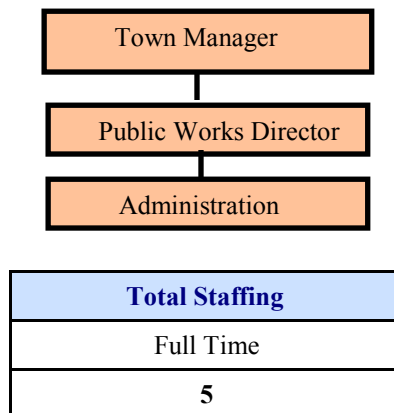 Town Manager
Public Works Director
Administration
Total Staffing
Full Time
5